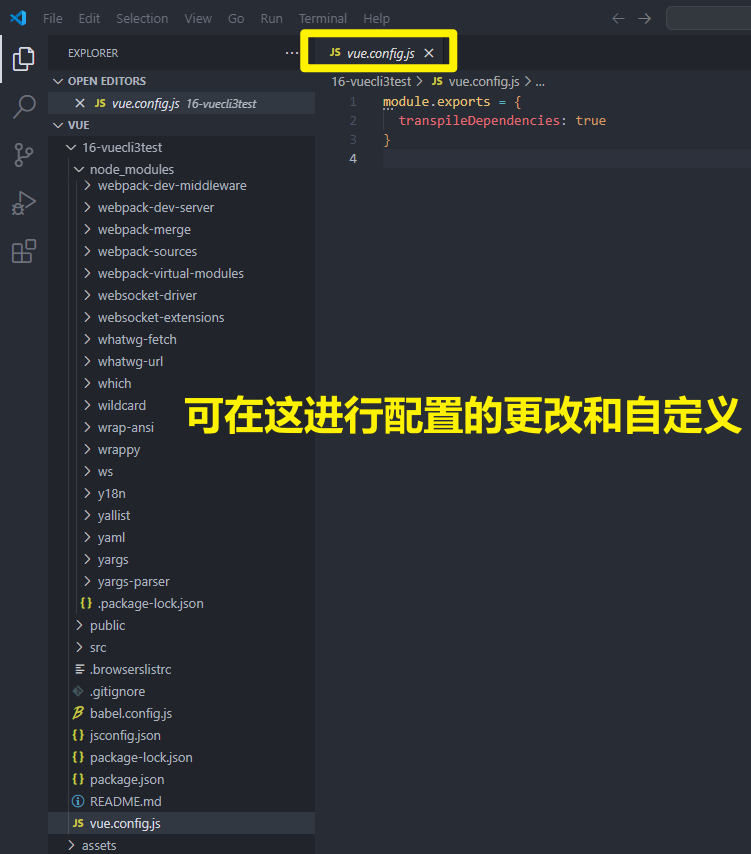 File Edit Selection View Go Run Terminal Help
EXPLORER
JS vue.config.js
OPEN EDITORS
JS vue.config.js 16-vuecli3test
VUE
16-vuecli3test
node_modules
webpack-dev-middleware
webpack-dev-server
webpack-merge
webpack-sources
webpack-virtual-modules
websocket-driver
websocket-extensions
whatwg-fetch
whatwg-url
which
wildcard
wrap-ansi
wrappy
ws
y18n
yallist
yaml
yargs
yargs-parser
{} .package-lock.json
public
src
.browserslistrc
.gitignore
babel.config.js
{} jsconfig.json
{} package-lock.json
{} package.json
README.md
JS vue.config.js
assets
16-vuecli3test > JS vue.config.js > ...
1 module.exports = {
2 transpileDependencies: true
3 }
4
可在这进行配置的更改和自定义